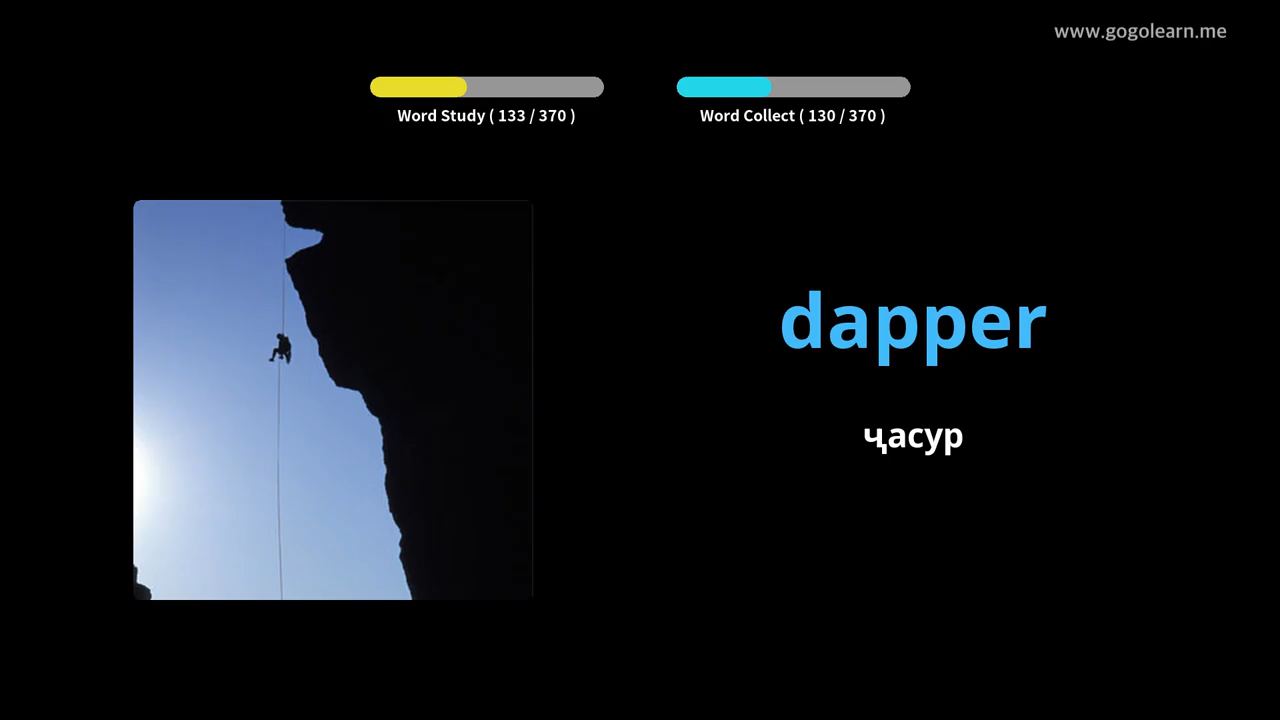 www.gogolearn.me
Word Study ( 133 / 370 )
Word Collect ( 130 / 370 )
dapper
ҷасур